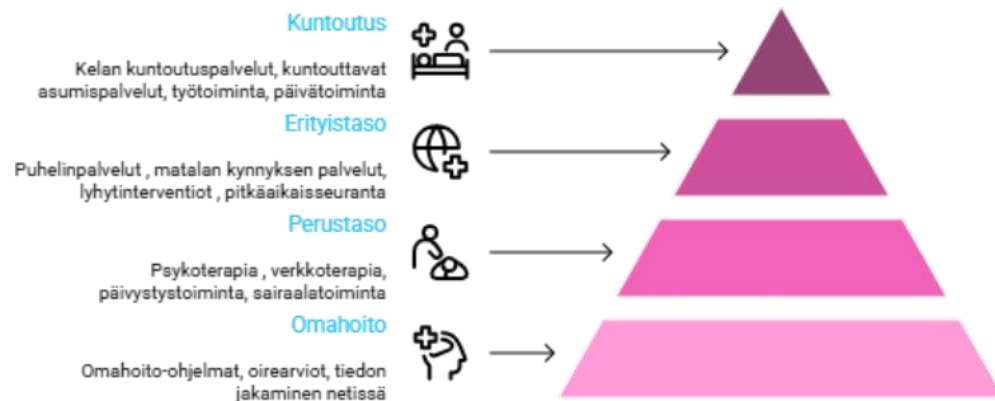 Kuntoutus
Kelan kuntoutuspalvelut, kuntouttavat
asumispalvelut, työtoiminta, päivätoiminta
Erityistaso
Puhelinpalvelut , matalan kynnyksen palvelut,
lyhytinterventiot , pitkäaikaisseuranta
Perustaso
Psykoterapia , verkkoterapia,
päivystystoiminta, sairaalatoiminta
Omahoito
Omahoito-ohjelmat, oirearviot, tiedon
jakaminen netissä